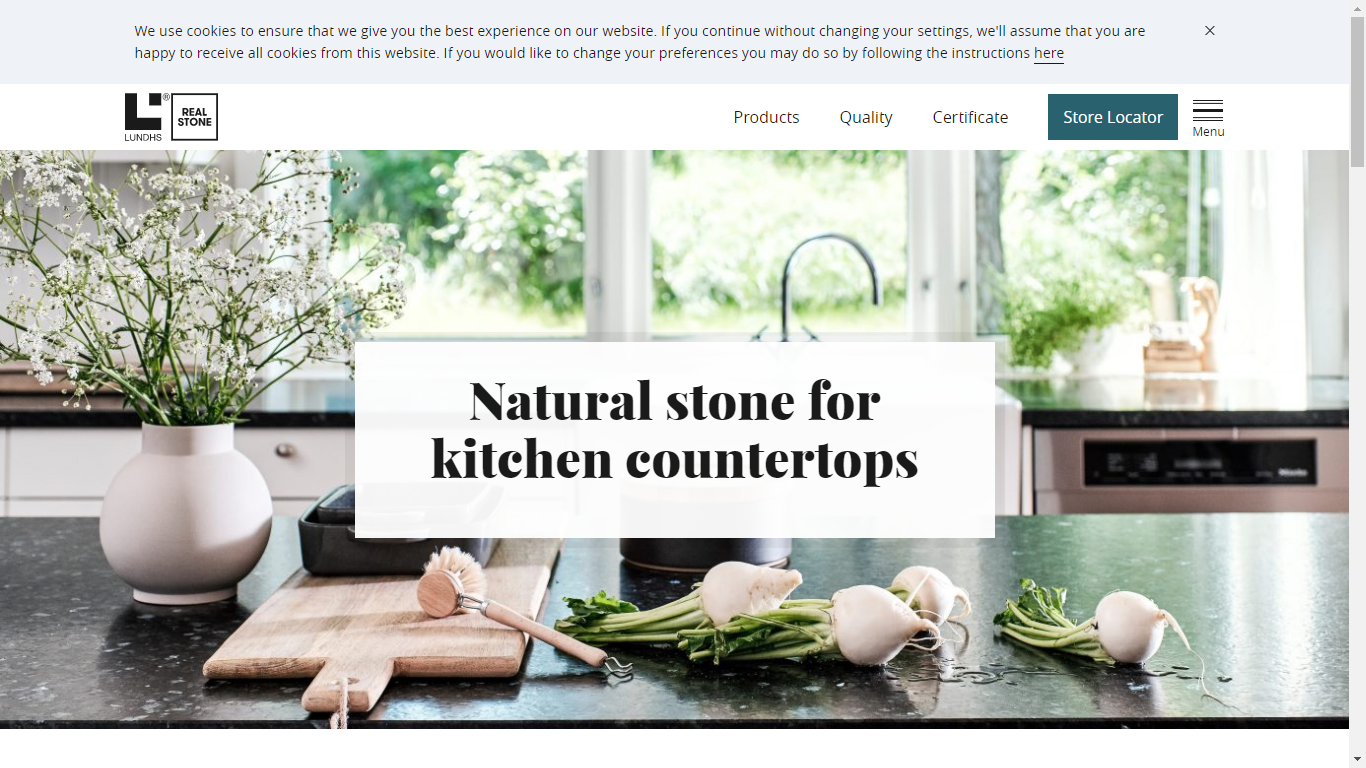 We use cookies to ensure that we give you the best experience on our website. If you continue without changing your settings, we'll assume that you are
happy to receive all cookies from this website. If you would like to change your preferences you may do so by following the instructions here
LUNDHS
®
REAL
STONE
Products
Quality
Certificate
Store Locator
Menu
Natural stone for
kitchen countertops
Miele